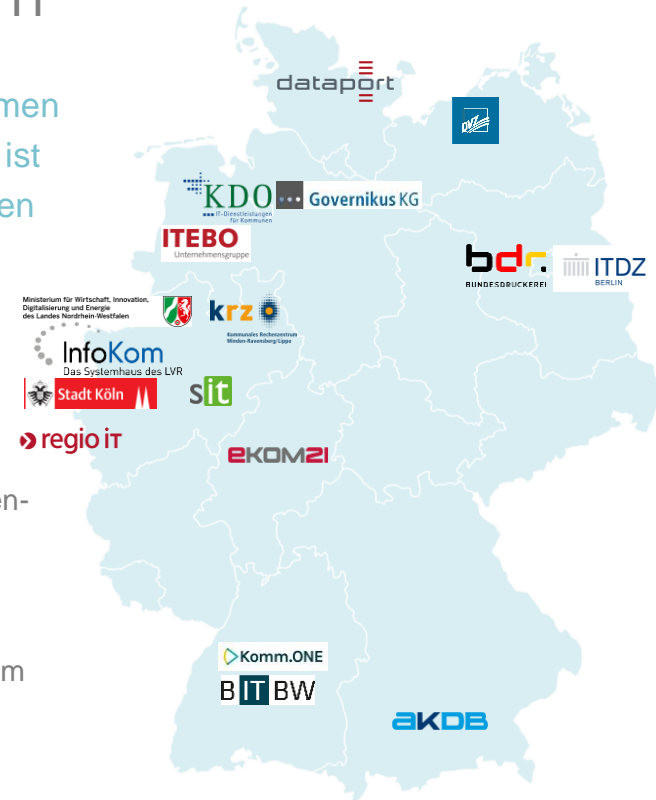 men
ist
en
dataport
DVZ
KDO
IT-Dienstleistungen
für Kommunen
Governikus KG
ITEBO
Unternehmensgruppe
bdr.
BUNDESDRUCKEREI
ITDZ
BERLIN
Ministerium für Wirtschaft, Innovation,
Digitalisierung und Energie
des Landes Nordrhein-Westfalen
krz
Kommunales Rechenzentrum
Minden-Ravensberg/Lippe
InfoKom
Das Systemhaus des LVR
Stadt Köln
sit
regio iT
ekom21
en-
m
Komm.ONE
BITBW
AKDB